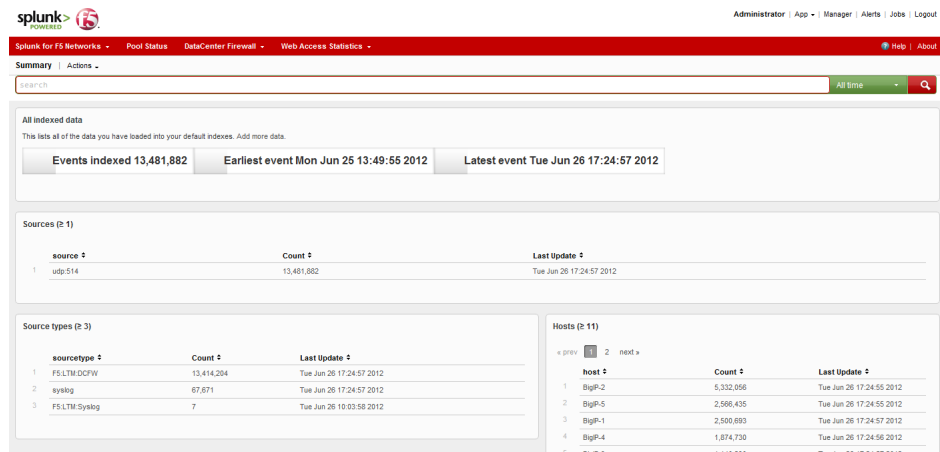 splunk> f5
POWERED
Administrator | App | Manager | Alerts | Jobs | Logout
Splunk for F5 Networks Pool Status DataCenter Firewall Web Access Statistics Help | About
Summary | Actions
search All time
All indexed data
This lists all of the data you have loaded into your default indexes. Add more data.
Events indexed 13,481,882 Earliest event Mon Jun 25 13:49:55 2012 Latest event Tue Jun 26 17:24:57 2012
Sources (≥ 1)
source Count Last Update
1 udp:514 13,481,882 Tue Jun 26 17:24:57 2012
Source types (≥ 3)
sourcetype Count Last Update
1 F5:LTM:DCFW 13,414,204 Tue Jun 26 17:24:57 2012
2 syslog 67,671 Tue Jun 26 17:24:57 2012
3 F5:LTM:Syslog 7 Tue Jun 26 10:03:58 2012
Hosts (≥ 11)
« prev 1 2 next »
host Count Last Update
1 BigIP-2 5,332,056 Tue Jun 26 17:24:55 2012
2 BigIP-5 2,566,435 Tue Jun 26 17:24:55 2012
3 BigIP-1 2,500,693 Tue Jun 26 17:24:57 2012
4 BigIP-4 1,874,730 Tue Jun 26 17:24:56 2012